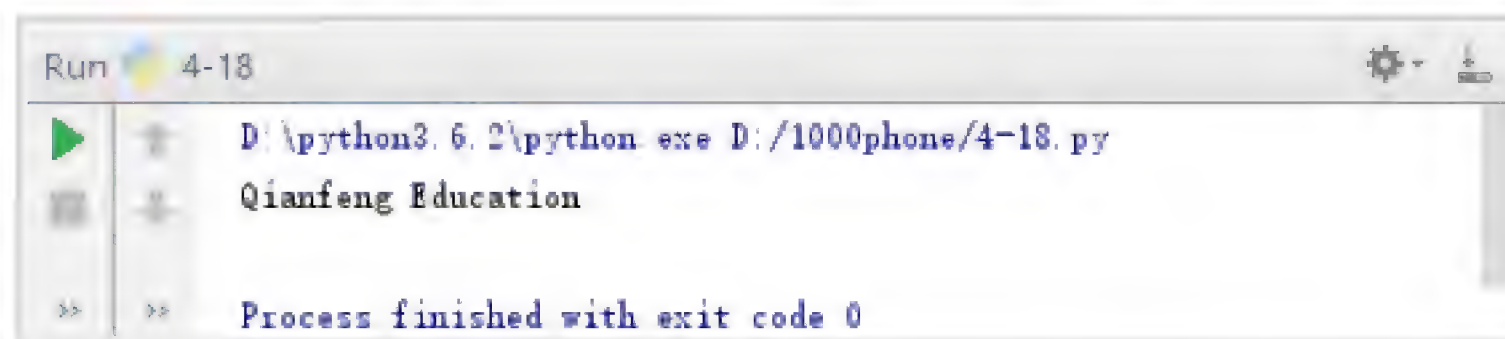 Run 4-18
D:\python3.6.2\python.exe D:/1000phone/4-18.py
Qianfeng Education
Process finished with exit code 0